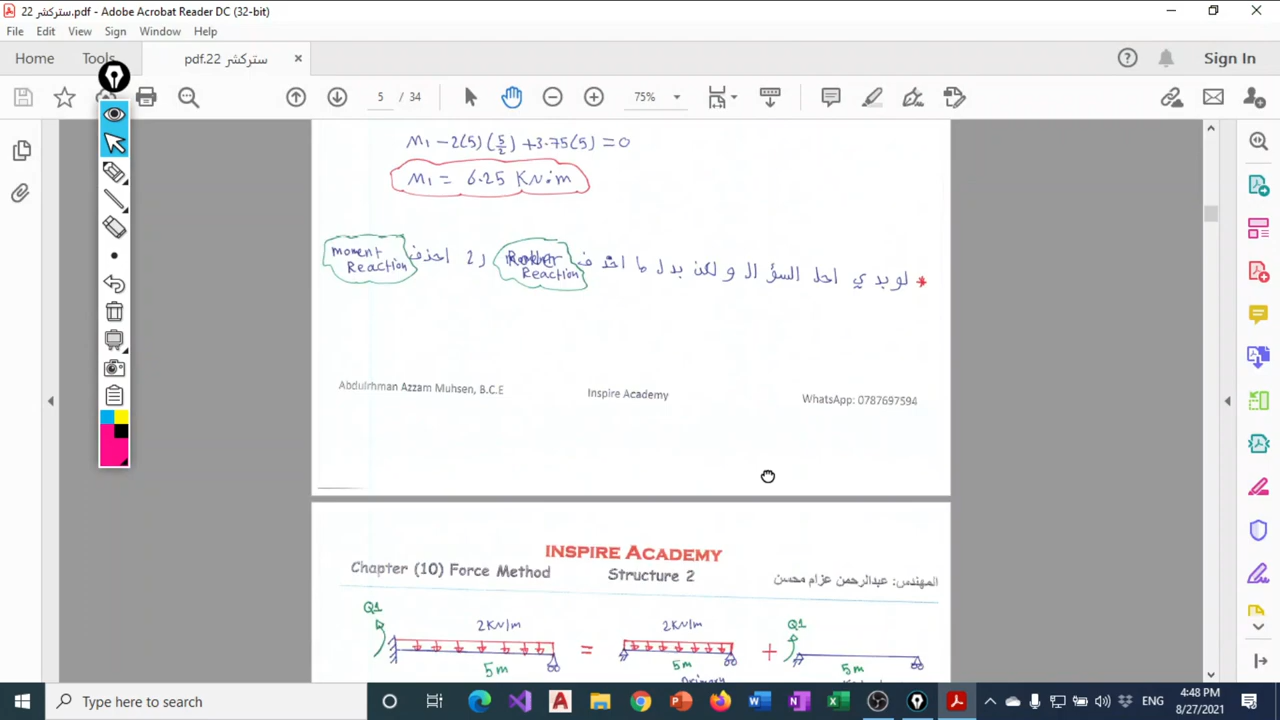 ستركشر 22.pdf - Adobe Acrobat Reader DC (32-bit)
File Edit View Sign Window Help
Home Tools ستركشر 22.pdf Sign In
5 / 34 75%
M1 - 2(5) (5/2) + 3.75(5) = 0
M1 = 6.25 KN.m
* لو بدي احل السؤال و لكن بدل ما احذف Reaction ر2 احذف moment Reaction
Abdulrhman Azzam Muhsen, B.C.E Inspire Academy WhatsApp: 0787697594
INSPIRE ACADEMY
Chapter (10) Force Method Structure 2 المهندس: عبدالرحمن عزام محسن
Q1 2KN/m 2KN/m Q1
= +
5m 5m 5m
Type here to search ENG 4:48 PM
8/27/2021